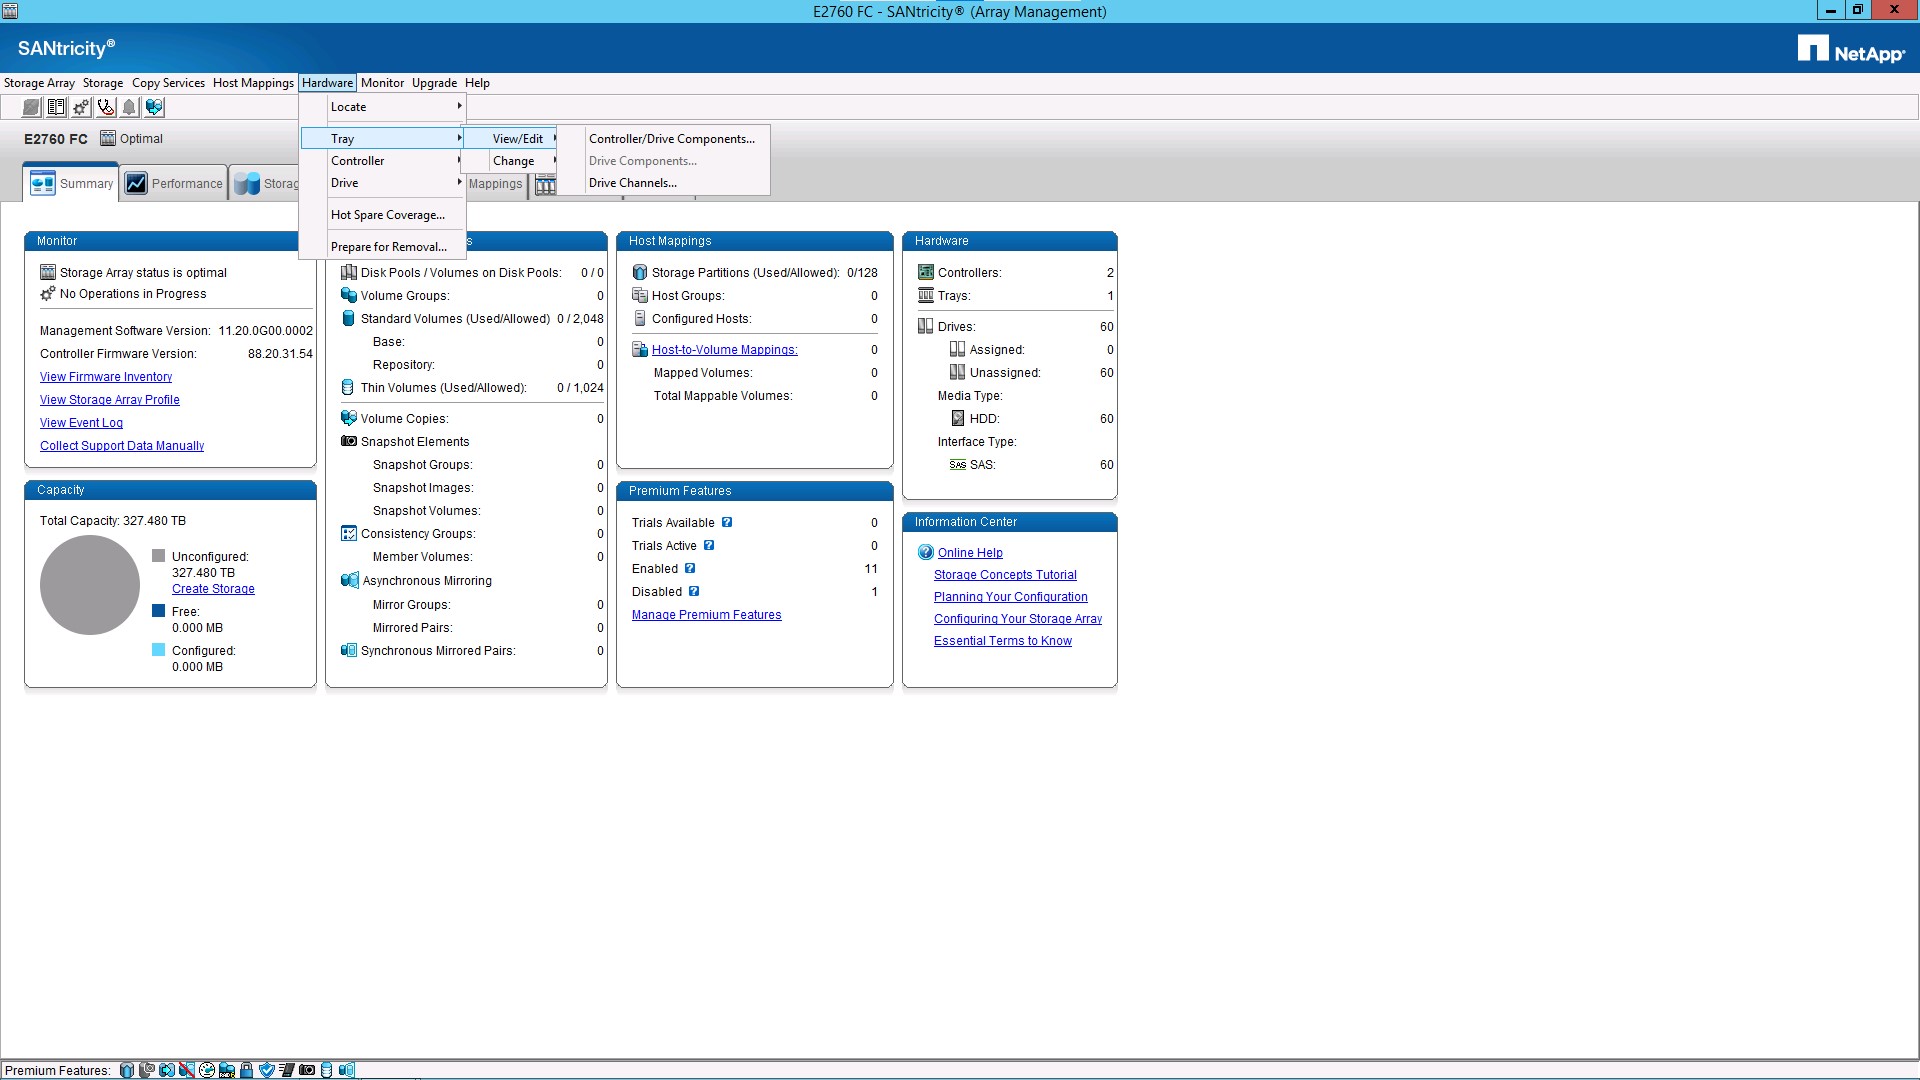 E2760 FC - SANtricity® (Array Management)
SANtricity®
NetApp®
Storage Array Storage Copy Services Host Mappings Hardware Monitor Upgrade Help
Locate
Tray
Controller
Drive
Hot Spare Coverage...
Prepare for Removal...
View/Edit
Change
Controller/Drive Components...
Drive Components...
Drive Channels...
E2760 FC Optimal
Summary Performance Storag Mappings
Monitor
Storage Array status is optimal
No Operations in Progress
Management Software Version: 11.20.0G00.0002
Controller Firmware Version: 88.20.31.54
View Firmware Inventory
View Storage Array Profile
View Event Log
Collect Support Data Manually
Capacity
Total Capacity: 327.480 TB
Unconfigured:
327.480 TB
Create Storage
Free:
0.000 MB
Configured:
0.000 MB
s
Disk Pools / Volumes on Disk Pools: 0 / 0
Volume Groups: 0
Standard Volumes (Used/Allowed) 0 / 2,048
Base: 0
Repository: 0
Thin Volumes (Used/Allowed): 0 / 1,024
Volume Copies: 0
Snapshot Elements
Snapshot Groups: 0
Snapshot Images: 0
Snapshot Volumes: 0
Consistency Groups: 0
Member Volumes: 0
Asynchronous Mirroring
Mirror Groups: 0
Mirrored Pairs: 0
Synchronous Mirrored Pairs: 0
Host Mappings
Storage Partitions (Used/Allowed): 0/128
Host Groups: 0
Configured Hosts: 0
Host-to-Volume Mappings: 0
Mapped Volumes: 0
Total Mappable Volumes: 0
Premium Features
Trials Available ? 0
Trials Active ? 0
Enabled ? 11
Disabled ? 1
Manage Premium Features
Hardware
Controllers: 2
Trays: 1
Drives: 60
Assigned: 0
Unassigned: 60
Media Type:
HDD: 60
Interface Type:
SAS SAS: 60
Information Center
? Online Help
Storage Concepts Tutorial
Planning Your Configuration
Configuring Your Storage Array
Essential Terms to Know
Premium Features: